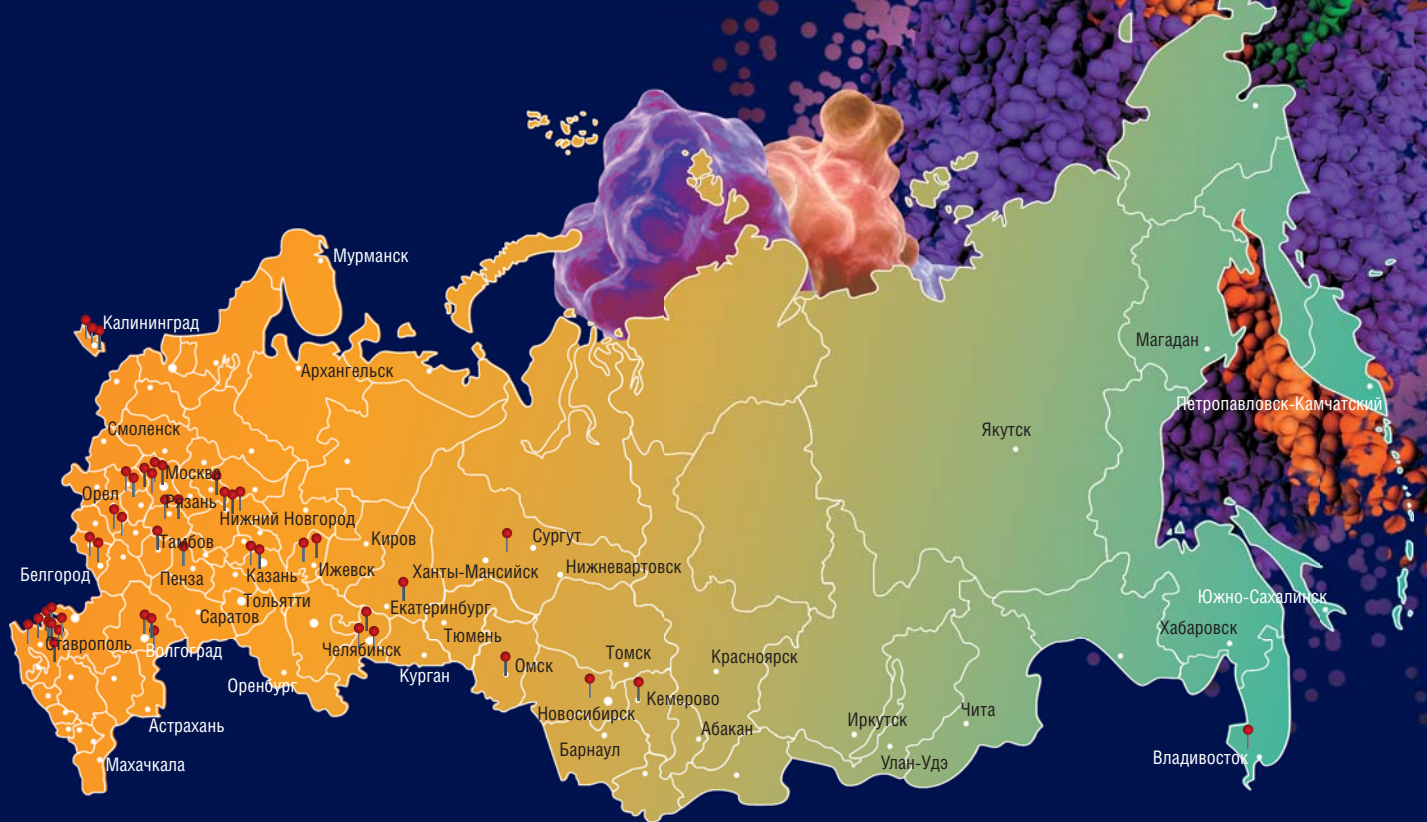 Мурманск
Калининград
Магадан
Архангельск
Петропавловск-Камчатский
Смоленск
Якутск
Москва
Орел
Рязань
Нижний Новгород
Сургут
Киров
Тамбов
Нижневартовск
Ханты-Мансийск
Ижевск
Белгород
Казань
Пенза
Южно-Сахалинск
Тольятти
Екатеринбург
Саратов
Хабаровск
Тюмень
Ставрополь
Волгоград
Челябинск
Томск
Красноярск
Омск
Курган
Оренбург
Кемерово
Чита
Новосибирск
Иркутск
Астрахань
Абакан
Барнаул
Владивосток
Улан-Удэ
Махачкала